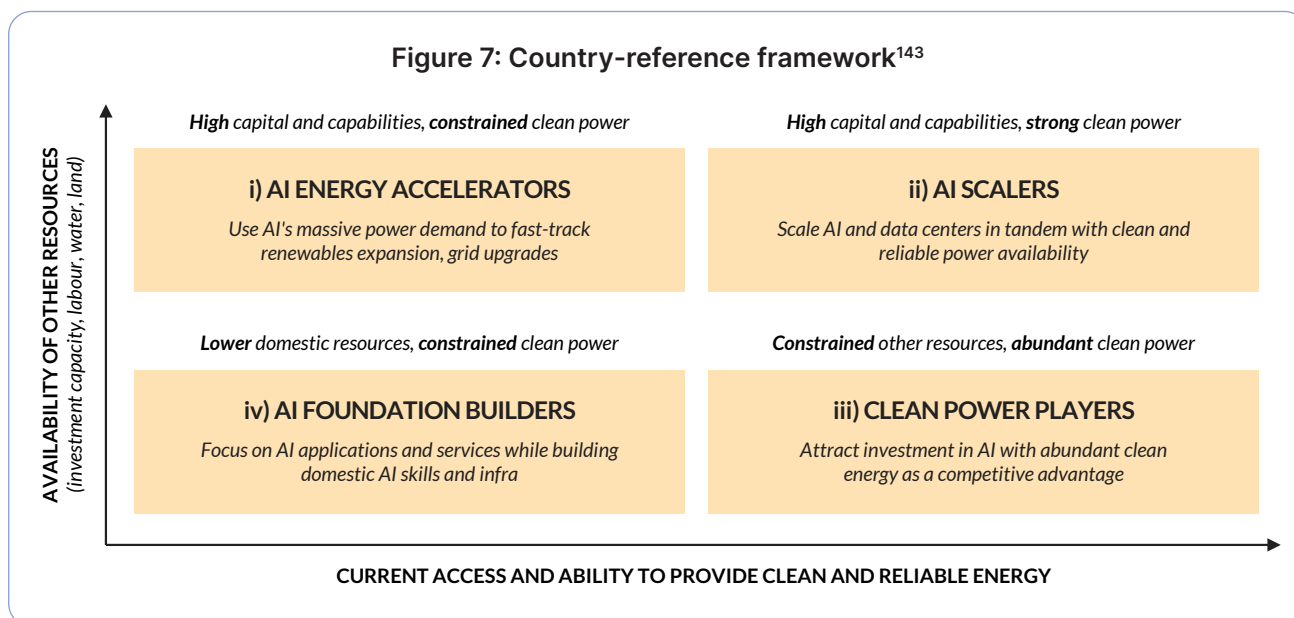 Figure 7: Country-reference framework¹⁴³
AVAILABILITY OF OTHER RESOURCES
(investment capacity, labour, water, land)
High capital and capabilities, constrained clean power
i) AI ENERGY ACCELERATORS
Use AI's massive power demand to fast-track
renewables expansion, grid upgrades
High capital and capabilities, strong clean power
ii) AI SCALERS
Scale AI and data centers in tandem with clean and
reliable power availability
Lower domestic resources, constrained clean power
iv) AI FOUNDATION BUILDERS
Focus on AI applications and services while building
domestic AI skills and infra
Constrained other resources, abundant clean power
iii) CLEAN POWER PLAYERS
Attract investment in AI with abundant clean
energy as a competitive advantage
CURRENT ACCESS AND ABILITY TO PROVIDE CLEAN AND RELIABLE ENERGY